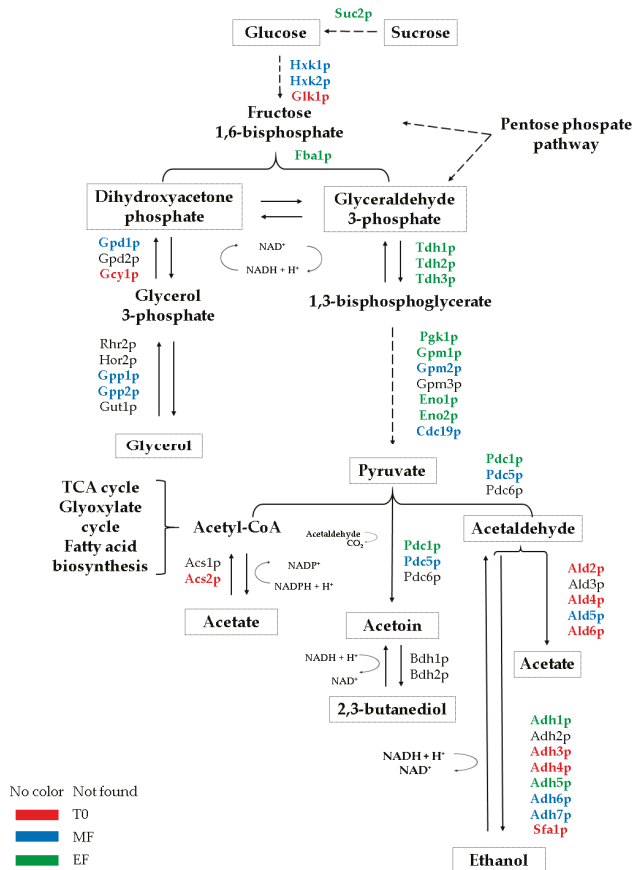 Suc2p
Glucose
Sucrose
Hxk1p
Hxk2p
Glk1p
Fructose
1,6-bisphosphate
Pentose phospate
pathway
Fba1p
Dihydroxyacetone
phosphate
Glyceraldehyde
3-phosphate
Gpd1p
Gpd2p
Gcy1p
NAD⁺
NADH + H⁺
Tdh1p
Tdh2p
Tdh3p
Glycerol
3-phosphate
1,3-bisphosphoglycerate
Rhr2p
Hor2p
Gpp1p
Gpp2p
Gut1p
Pgk1p
Gpm1p
Gpm2p
Gpm3p
Eno1p
Eno2p
Cdc19p
Glycerol
Pyruvate
Pdc1p
Pdc5p
Pdc6p
TCA cycle
Glyoxylate
cycle
Fatty acid
biosynthesis
Acetyl-CoA
Acetaldehyde
CO₂
Acetaldehyde
Pdc1p
Pdc5p
Pdc6p
Acs1p
Acs2p
NADP⁺
NADPH + H⁺
Ald2p
Ald3p
Ald4p
Ald5p
Ald6p
Acetate
Acetoin
Acetate
NADH + H⁺
NAD⁺
Bdh1p
Bdh2p
2,3-butanediol
NADH + H⁺
NAD⁺
Adh1p
Adh2p
Adh3p
Adh4p
Adh5p
Adh6p
Adh7p
Sfa1p
Ethanol
No color Not found
T0
MF
EF